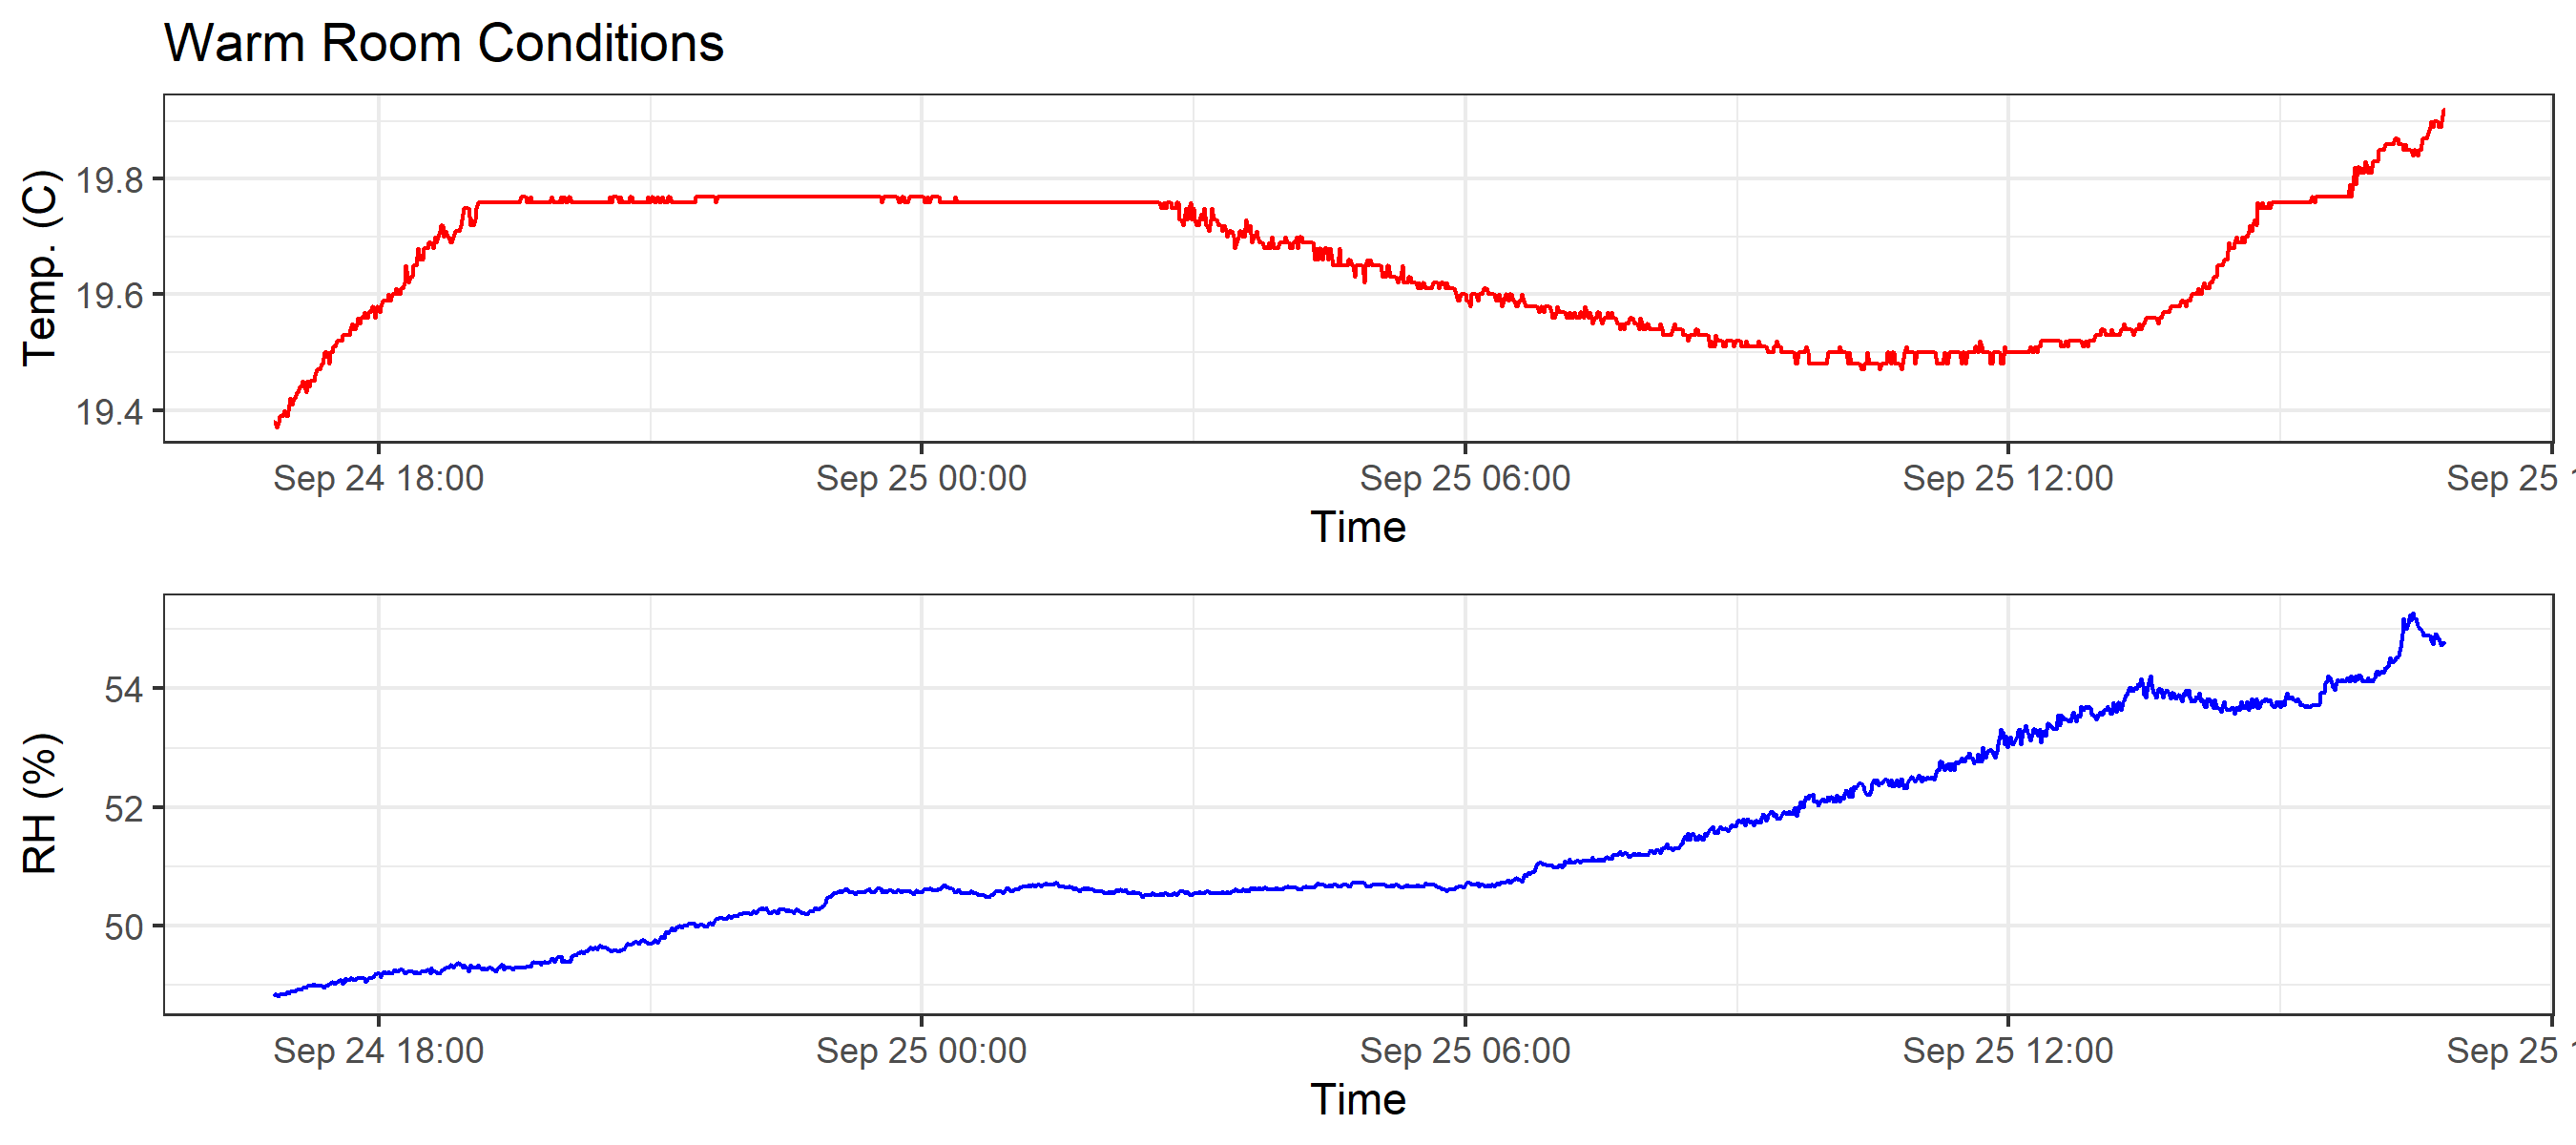 Warm Room Conditions
Temp. (C)
19.8
19.6
19.4
Sep 24 18:00 Sep 25 00:00 Sep 25 06:00 Sep 25 12:00 Sep 25 1
Time
RH (%)
54
52
50
Sep 24 18:00 Sep 25 00:00 Sep 25 06:00 Sep 25 12:00 Sep 25 1
Time